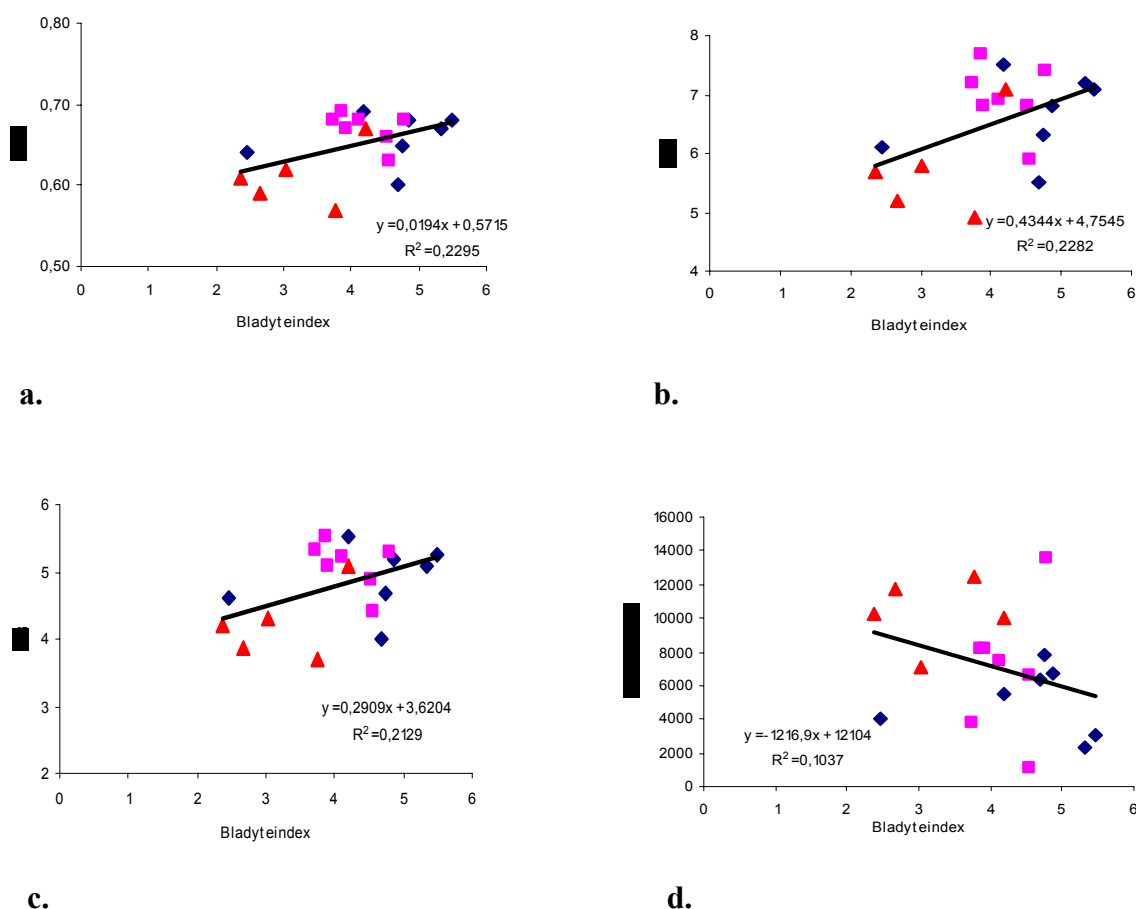 0,80
0,70
0,60
0,50
0 1 2 3 4 5 6
y =0,0194x + 0,5715
R² =0,2295
Bladyteindex
a.
8
7
6
5
4
0 1 2 3 4 5 6
y =0,4344x + 4,7545
R² =0,2282
Bladyteindex
b.
6
5
4
3
2
0 1 2 3 4 5 6
y =0,2909x + 3,6204
R² =0,2129
Bladyteindex
c.
16000
14000
12000
10000
8000
6000
4000
2000
0
0 1 2 3 4 5 6
y =-1216,9x + 12104
R² =0,1037
Bladyteindex
d.